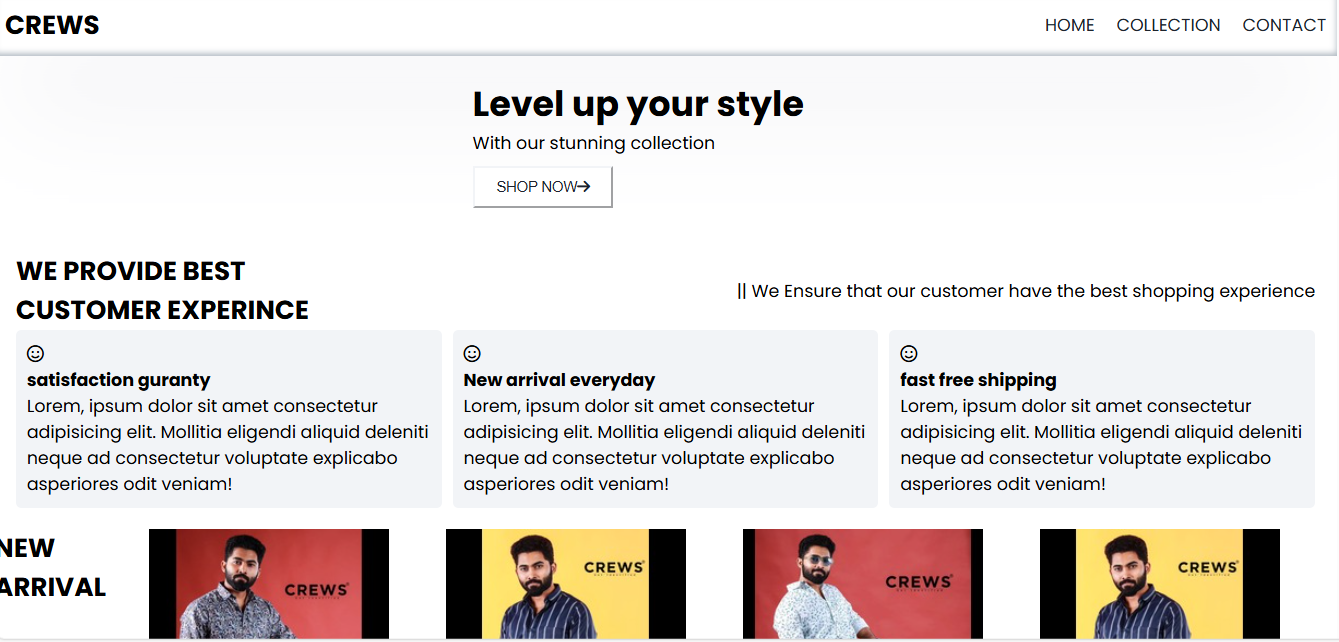 CREWS
HOME COLLECTION CONTACT
Level up your style
With our stunning collection
SHOP NOW
WE PROVIDE BEST
CUSTOMER EXPERINCE
|| We Ensure that our customer have the best shopping experience
satisfaction guranty
Lorem, ipsum dolor sit amet consectetur
adipisicing elit. Mollitia eligendi aliquid deleniti
neque ad consectetur voluptate explicabo
asperiores odit veniam!
New arrival everyday
Lorem, ipsum dolor sit amet consectetur
adipisicing elit. Mollitia eligendi aliquid deleniti
neque ad consectetur voluptate explicabo
asperiores odit veniam!
fast free shipping
Lorem, ipsum dolor sit amet consectetur
adipisicing elit. Mollitia eligendi aliquid deleniti
neque ad consectetur voluptate explicabo
asperiores odit veniam!
NEW
ARRIVAL
CREWS
CREWS
CREWS
CREWS